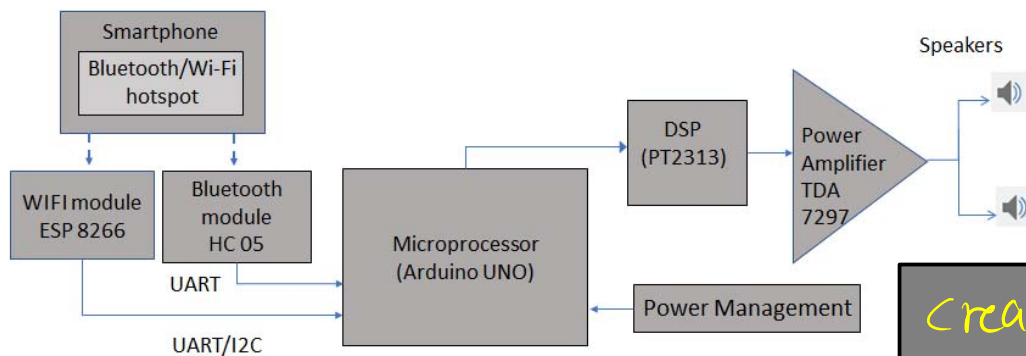 Smartphone
Bluetooth/Wi-Fi
hotspot
Speakers
WIFI module
ESP 8266
Bluetooth
module
HC 05
UART
UART/I2C
Microprocessor
(Arduino UNO)
DSP
(PT2313)
Power
Amplifier
TDA
7297
Power Management